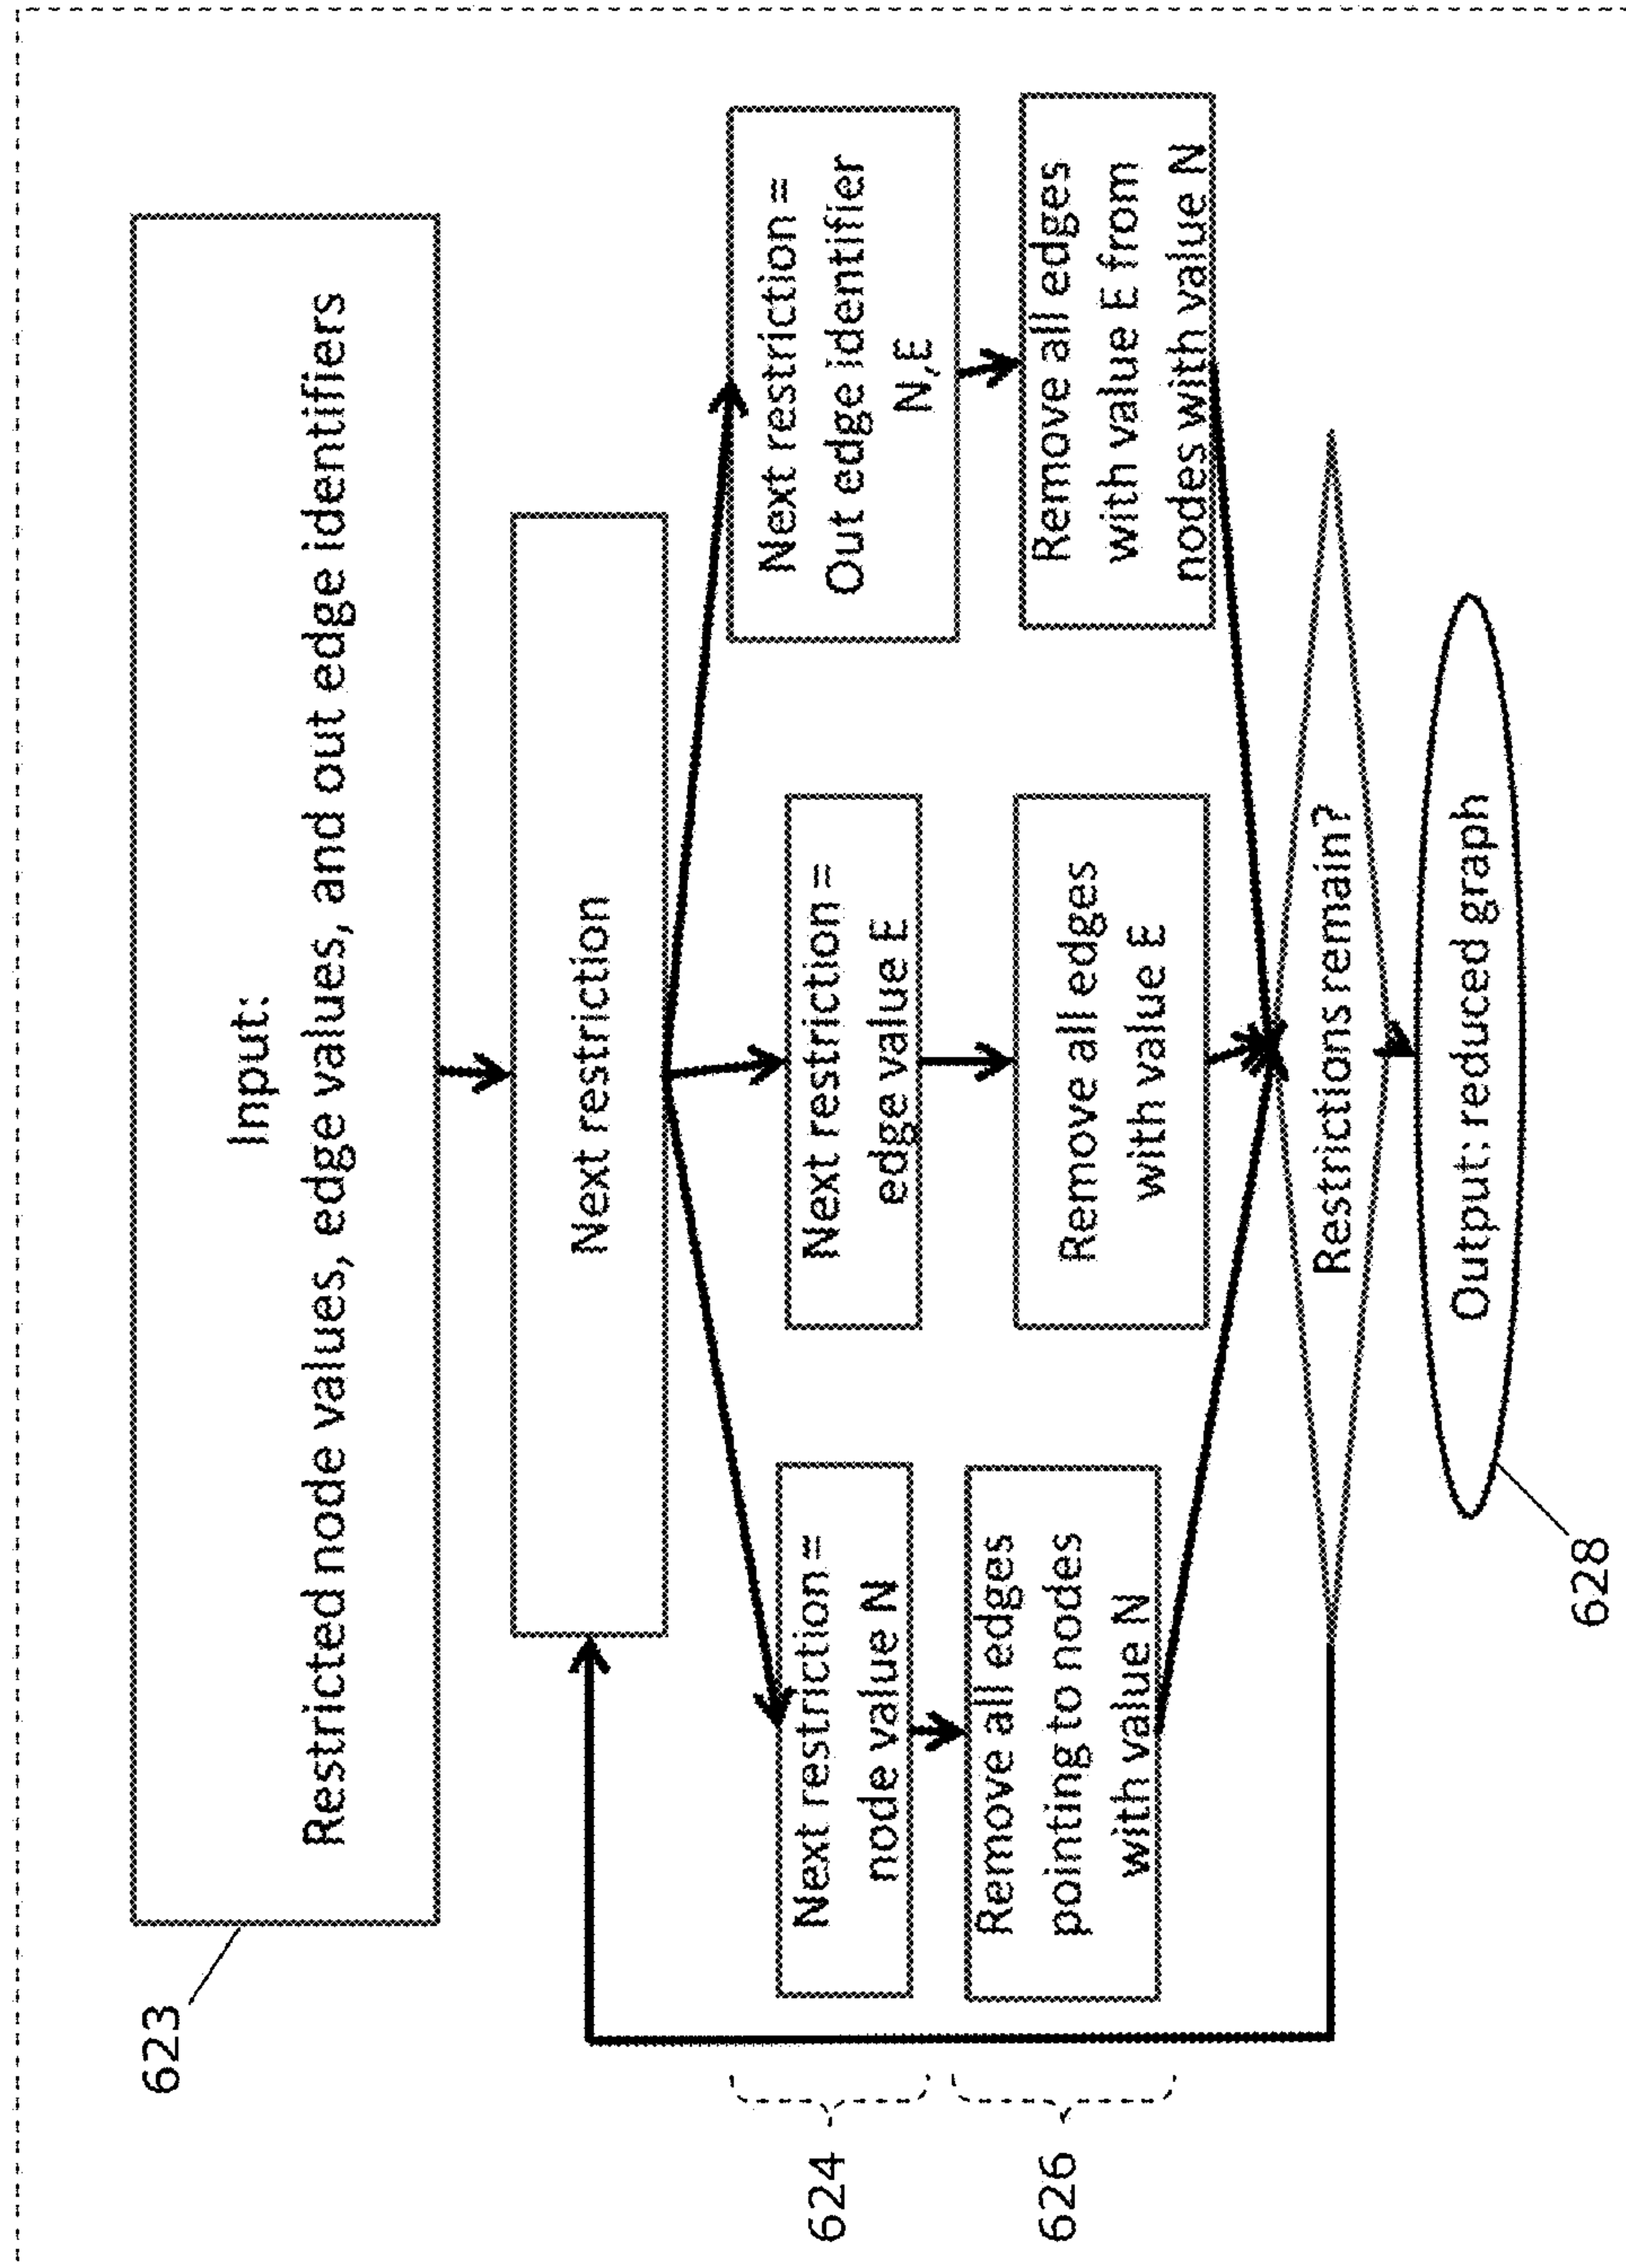 623
Input:
Restricted node values, edge values, and out edge identifiers
Next restriction
624
Next restriction =
node value N
Next restriction =
edge value E
Next restriction =
Out edge identifier
N,E
626
Remove all edges
pointing to nodes
with value N
Remove all edges
with value E
Remove all edges
with value E from
nodes with value N
Restrictions remain?
Output: reduced graph
628